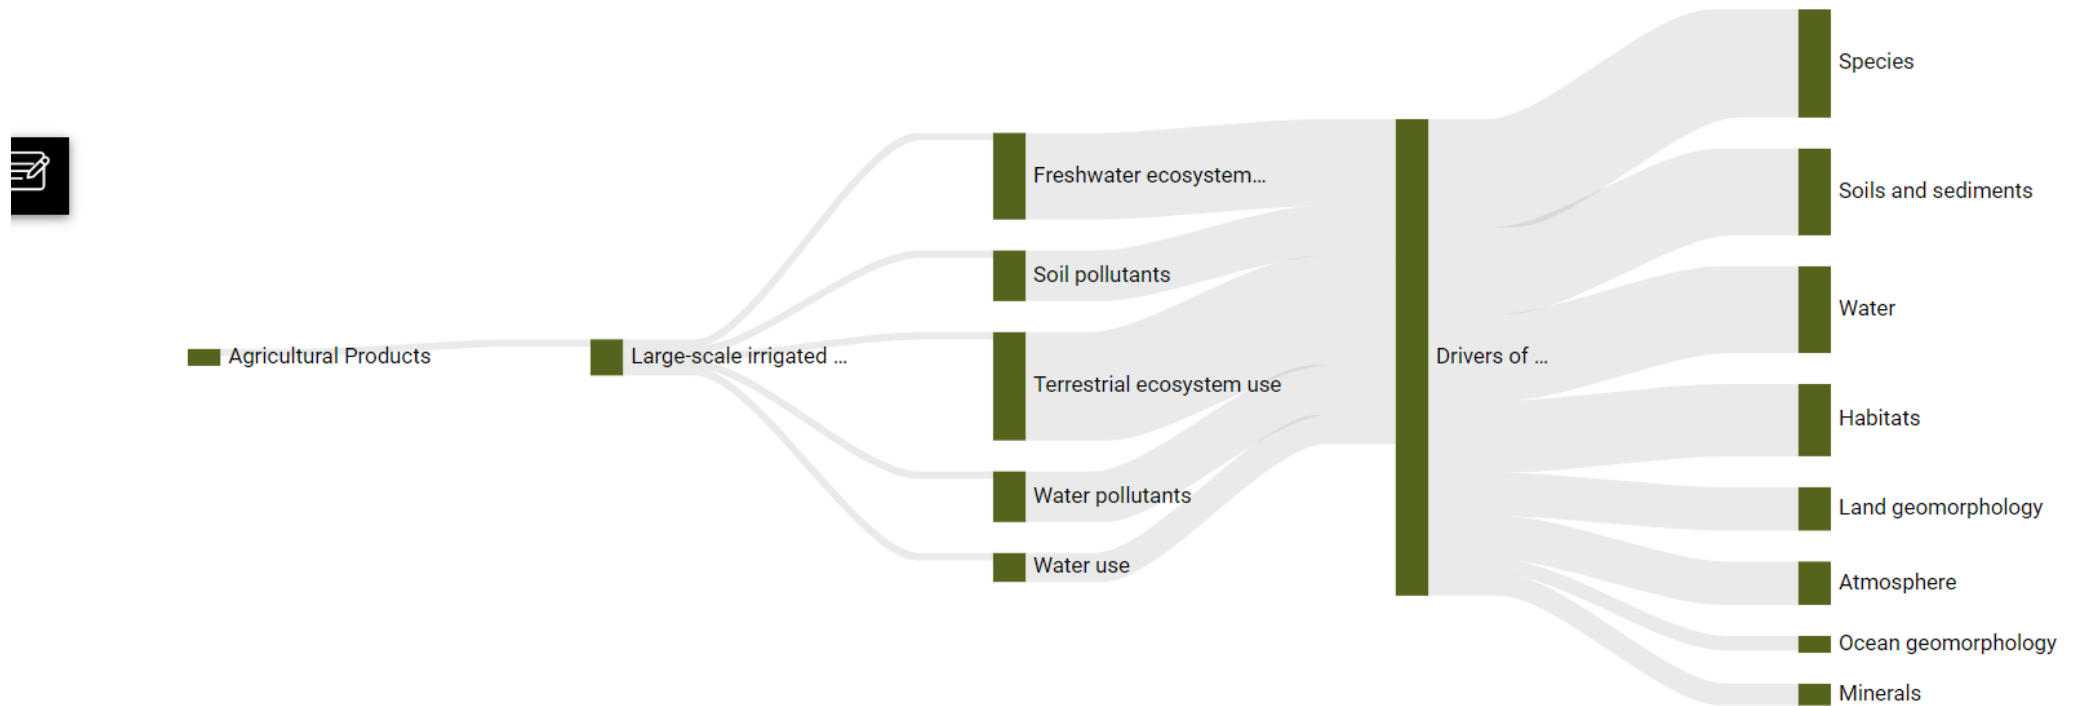 Agricultural Products
Large-scale irrigated ...
Freshwater ecosystem...
Soil pollutants
Terrestrial ecosystem use
Water pollutants
Water use
Drivers of ...
Species
Soils and sediments
Water
Habitats
Land geomorphology
Atmosphere
Ocean geomorphology
Minerals